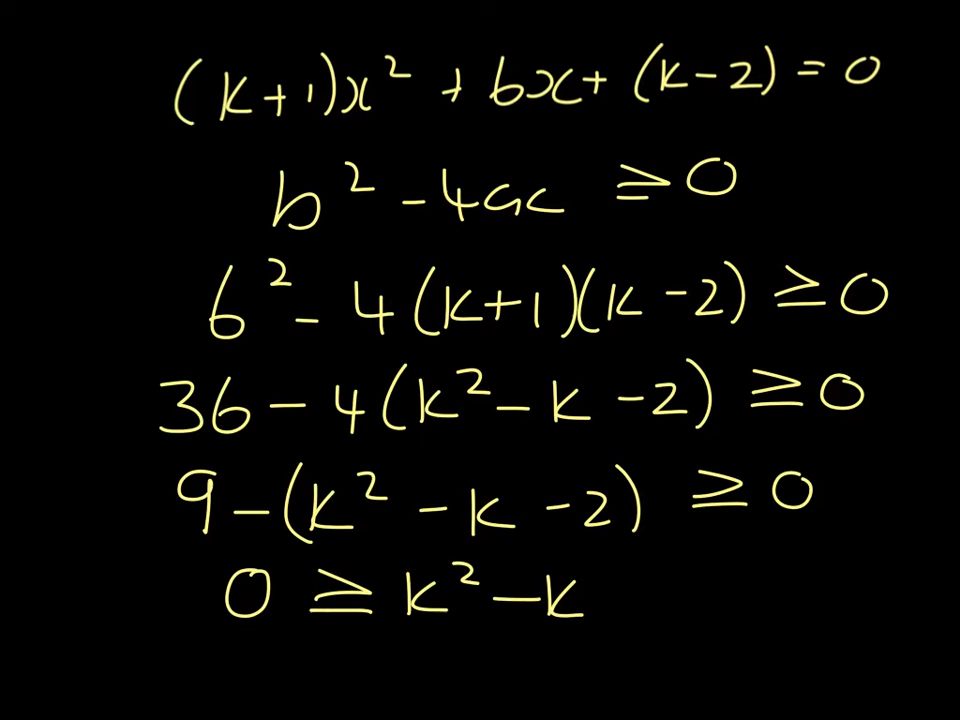 (k+1)x² + 6x + (k-2) = 0
b² - 4ac ≥ 0
6² - 4(k+1)(k-2) ≥ 0
36 - 4(k² - k - 2) ≥ 0
9 - (k² - k - 2) ≥ 0
0 ≥ k² - k